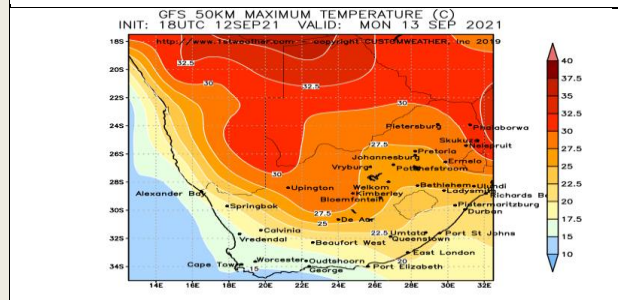 GFS 50KM MAXIMUM TEMPERATURE (C)
INIT: 18UTC 12SEP21 VALID: MON 13 SEP 2021
http://www.1stweather.com – copyright CUSTOMWEATHER, Inc 2019
18S
20S
22S
24S
26S
28S
30S
32S
34S
14E 16E 18E 20E 22E 24E 26E 28E 30E 32E
32.5
30
32.5
30
27.5
30
27.5
25
22.5
20
15
Pietersburg
Phalaborwa
Skukuza
Nelspruit
Pretoria
Johannesburg
Ermelo
Vryburg
Potchefstroom
Welkom
Bethlehem
Ulundi
Ladysmith
Kimberley
Richards B
Bloemfontein
Upington
Alexander Bay
Springbok
Pietermaritzburg
Durban
De Aar
Calvinia
Vredendal
Beaufort West
Umtata
Port St Johns
Queenstown
East London
Cape Town
Worcester
Oudtshoorn
George
Port Elizabeth
40
37.5
35
32.5
30
27.5
25
22.5
20
17.5
15
10